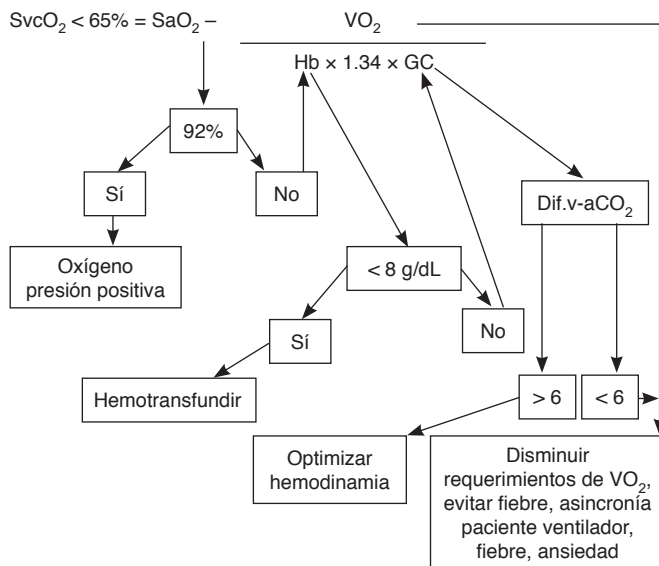 SvcO₂ < 65% = SaO₂ – VO₂
Hb × 1.34 × GC
92%
Sí
No
Dif.v-aCO₂
Oxígeno
presión positiva
< 8 g/dL
Sí
No
Hemotransfundir
> 6
< 6
Optimizar
hemodinamia
Disminuir
requerimientos de VO₂,
evitar fiebre, asincronía
paciente ventilador,
fiebre, ansiedad